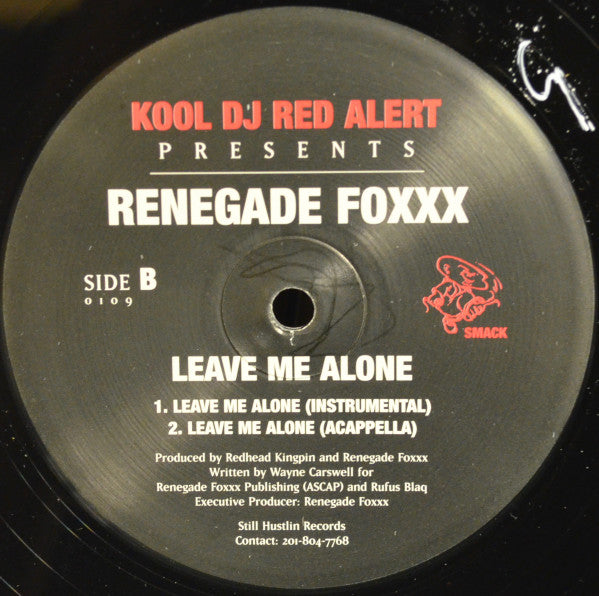 KOOL DJ RED ALERT
PRESENTS
RENEGADE FOXXX
SIDE B
0109
SMACK
LEAVE ME ALONE
1. LEAVE ME ALONE (INSTRUMENTAL)
2. LEAVE ME ALONE (ACAPPELLA)
Produced by Redhead Kingpin and Renegade Foxxx
Written by Wayne Carswell for
Renegade Foxxx Publishing (ASCAP) and Rufus Blaq
Executive Producer: Renegade Foxxx
Still Hustlin Records
Contact: 201-804-7768